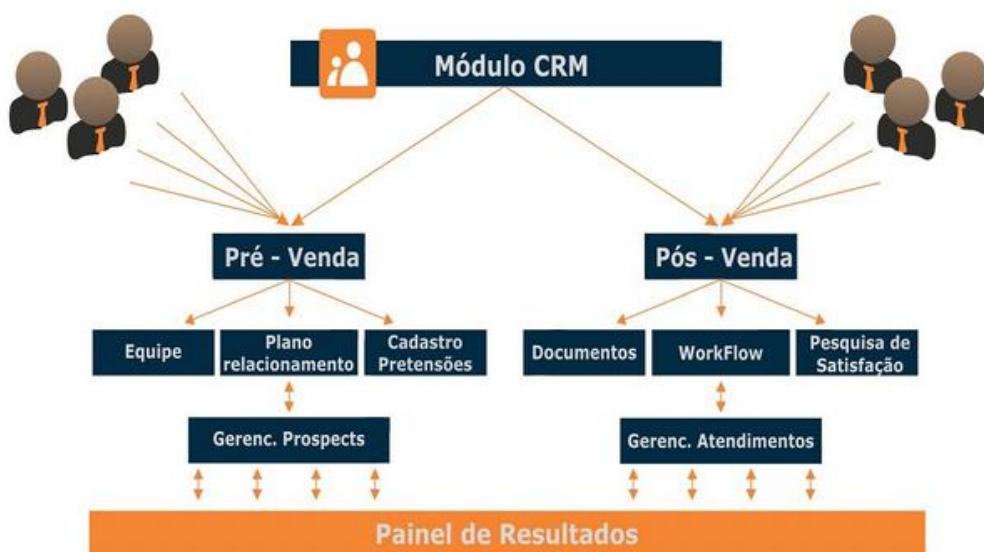 Módulo CRM
Pré - Venda
Pós - Venda
Equipe
Plano
relacionamento
Cadastro
Pretensões
Documentos
WorkFlow
Pesquisa de
Satisfação
Gerenc. Prospects
Gerenc. Atendimentos
Painel de Resultados